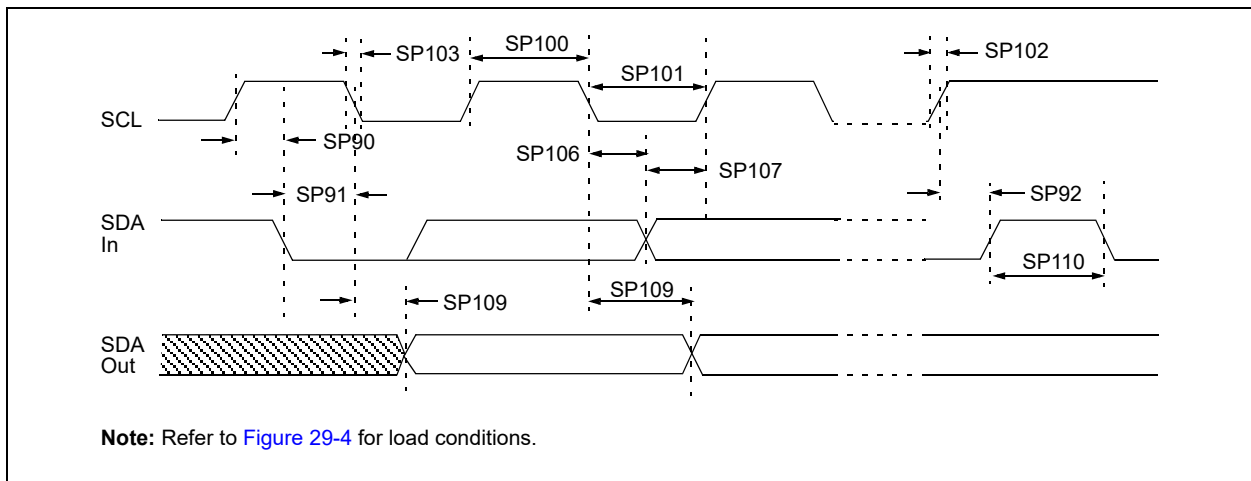 SP103
SP100
SP101
SP102
SCL
SP90
SP106
SP107
SP91
SP92
SDA
In
SP110
SP109
SP109
SDA
Out
Note: Refer to Figure 29-4 for load conditions.